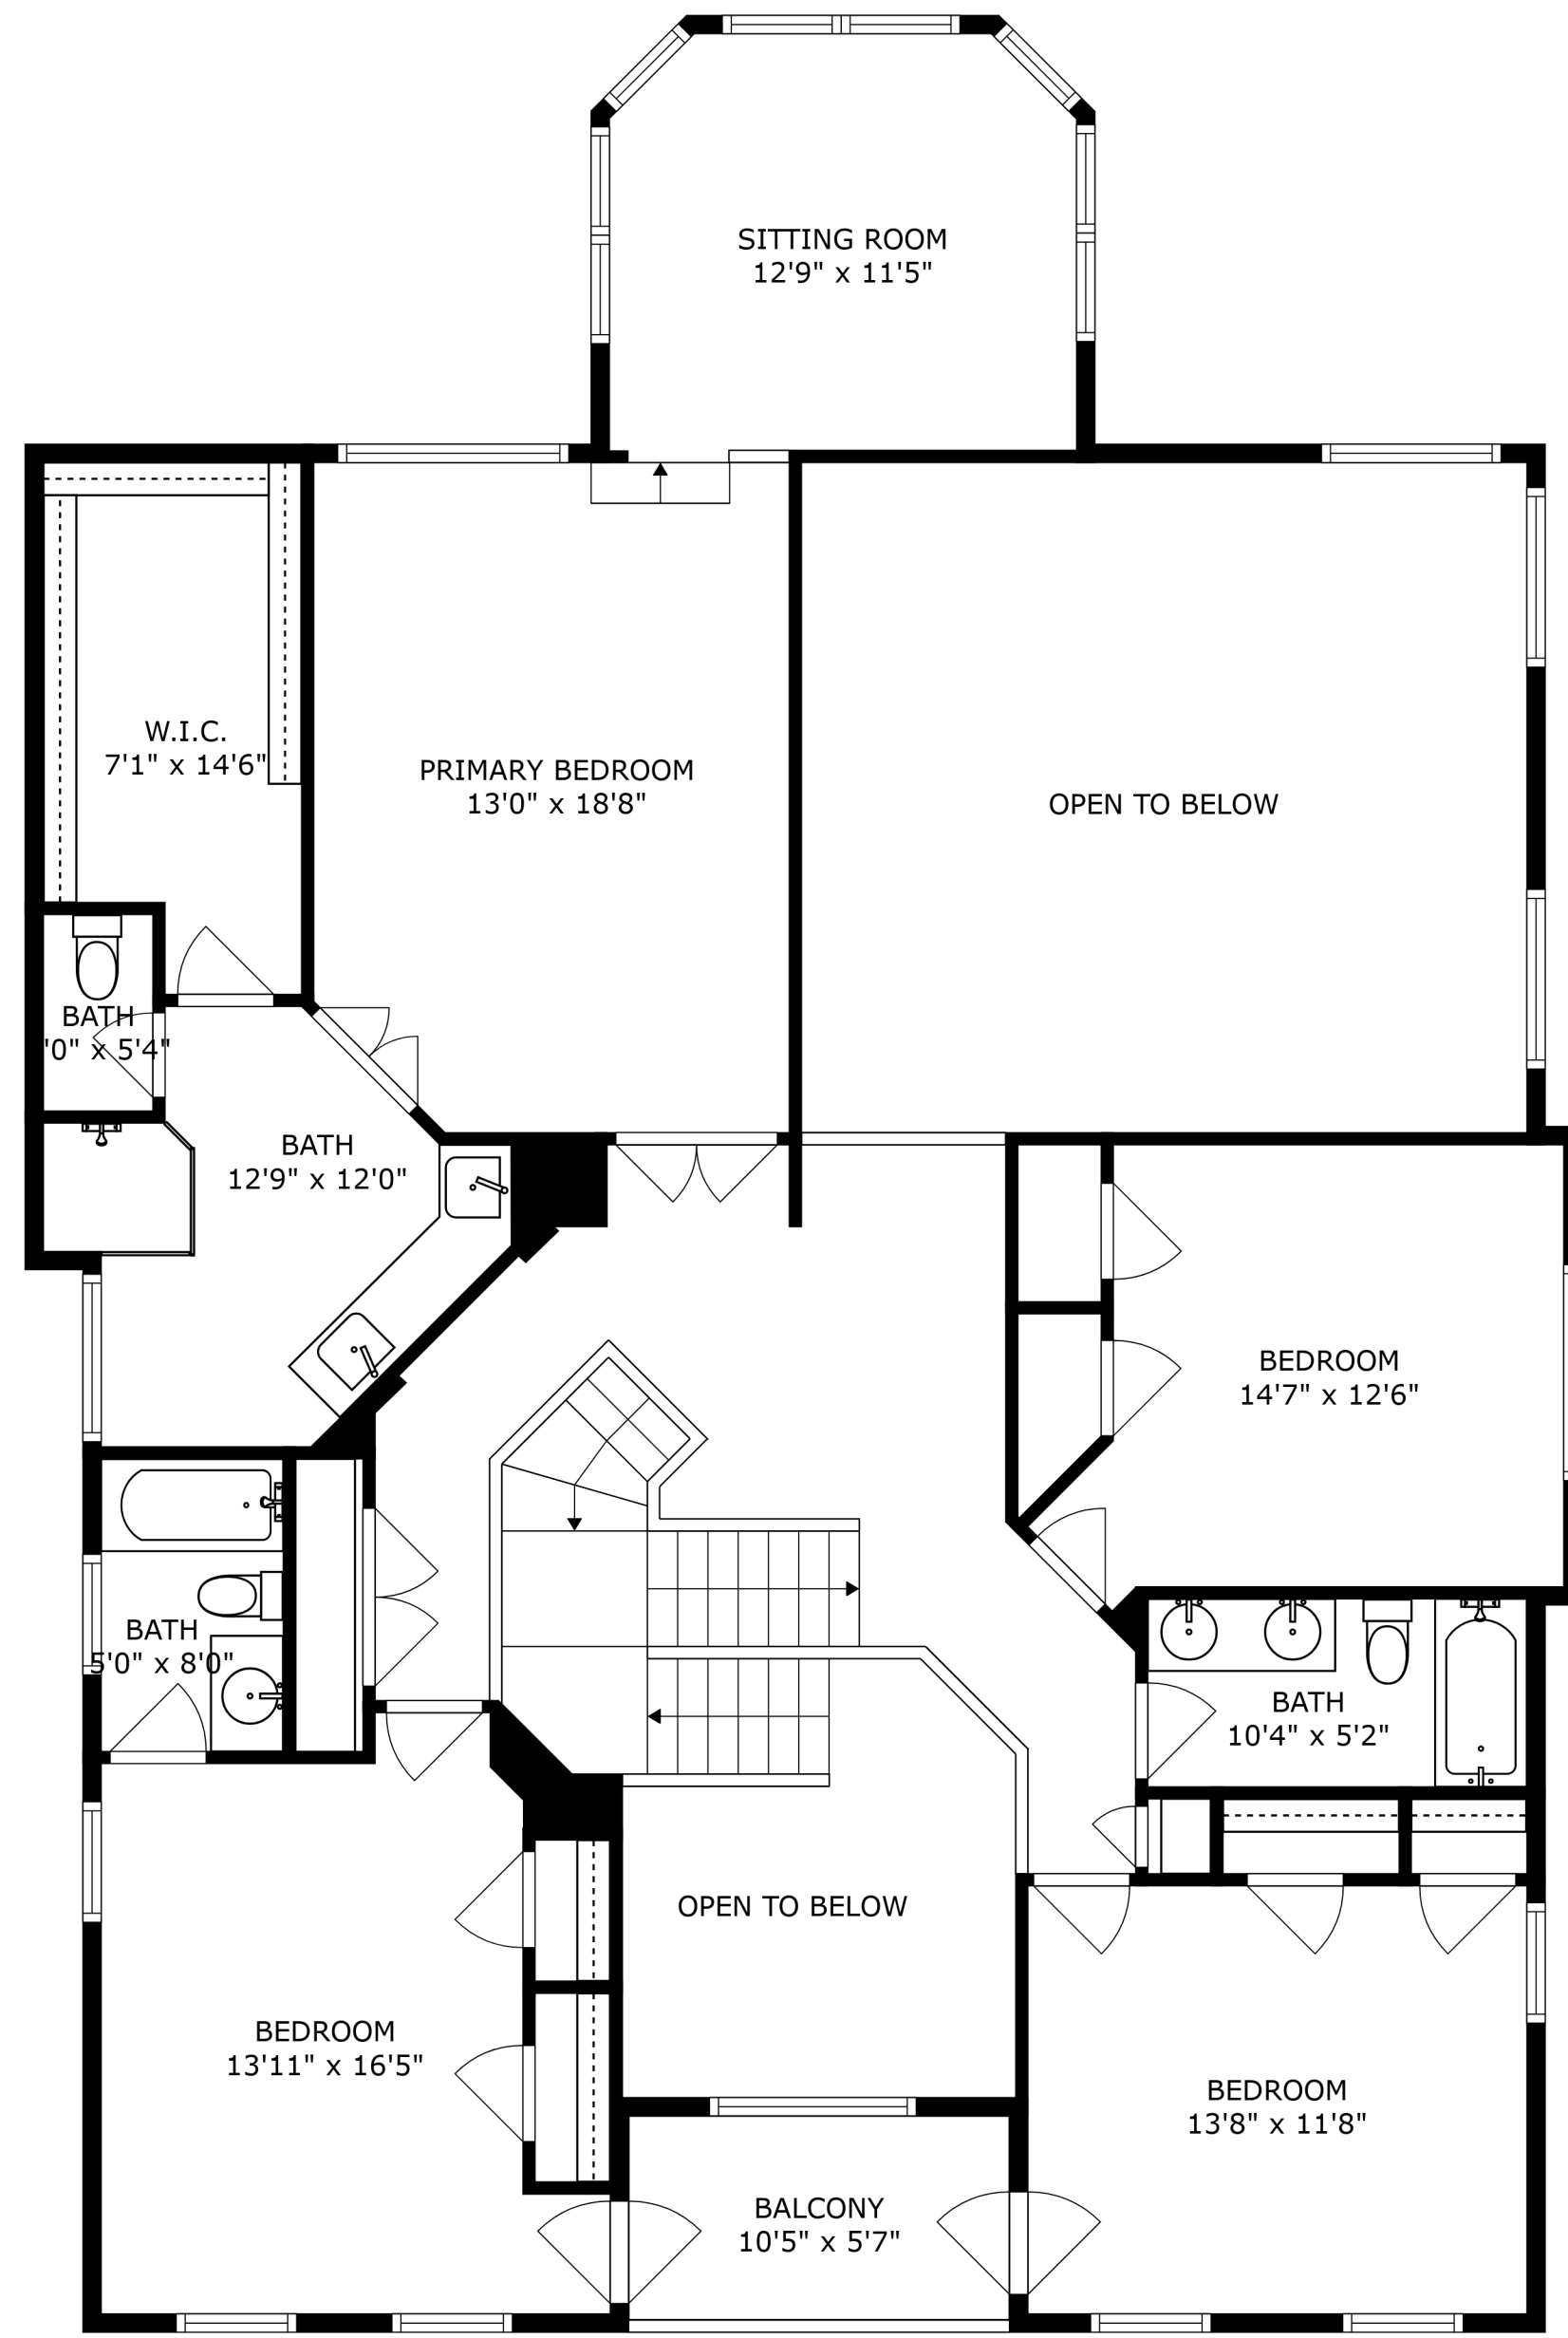 SITTING ROOM
12'9" x 11'5"
W.I.C.
7'1" x 14'6"
PRIMARY BEDROOM
13'0" x 18'8"
OPEN TO BELOW
BATH
'0" x 5'4"
BATH
12'9" x 12'0"
BEDROOM
14'7" x 12'6"
BATH
5'0" x 8'0"
BATH
10'4" x 5'2"
OPEN TO BELOW
BEDROOM
13'11" x 16'5"
BEDROOM
13'8" x 11'8"
BALCONY
10'5" x 5'7"